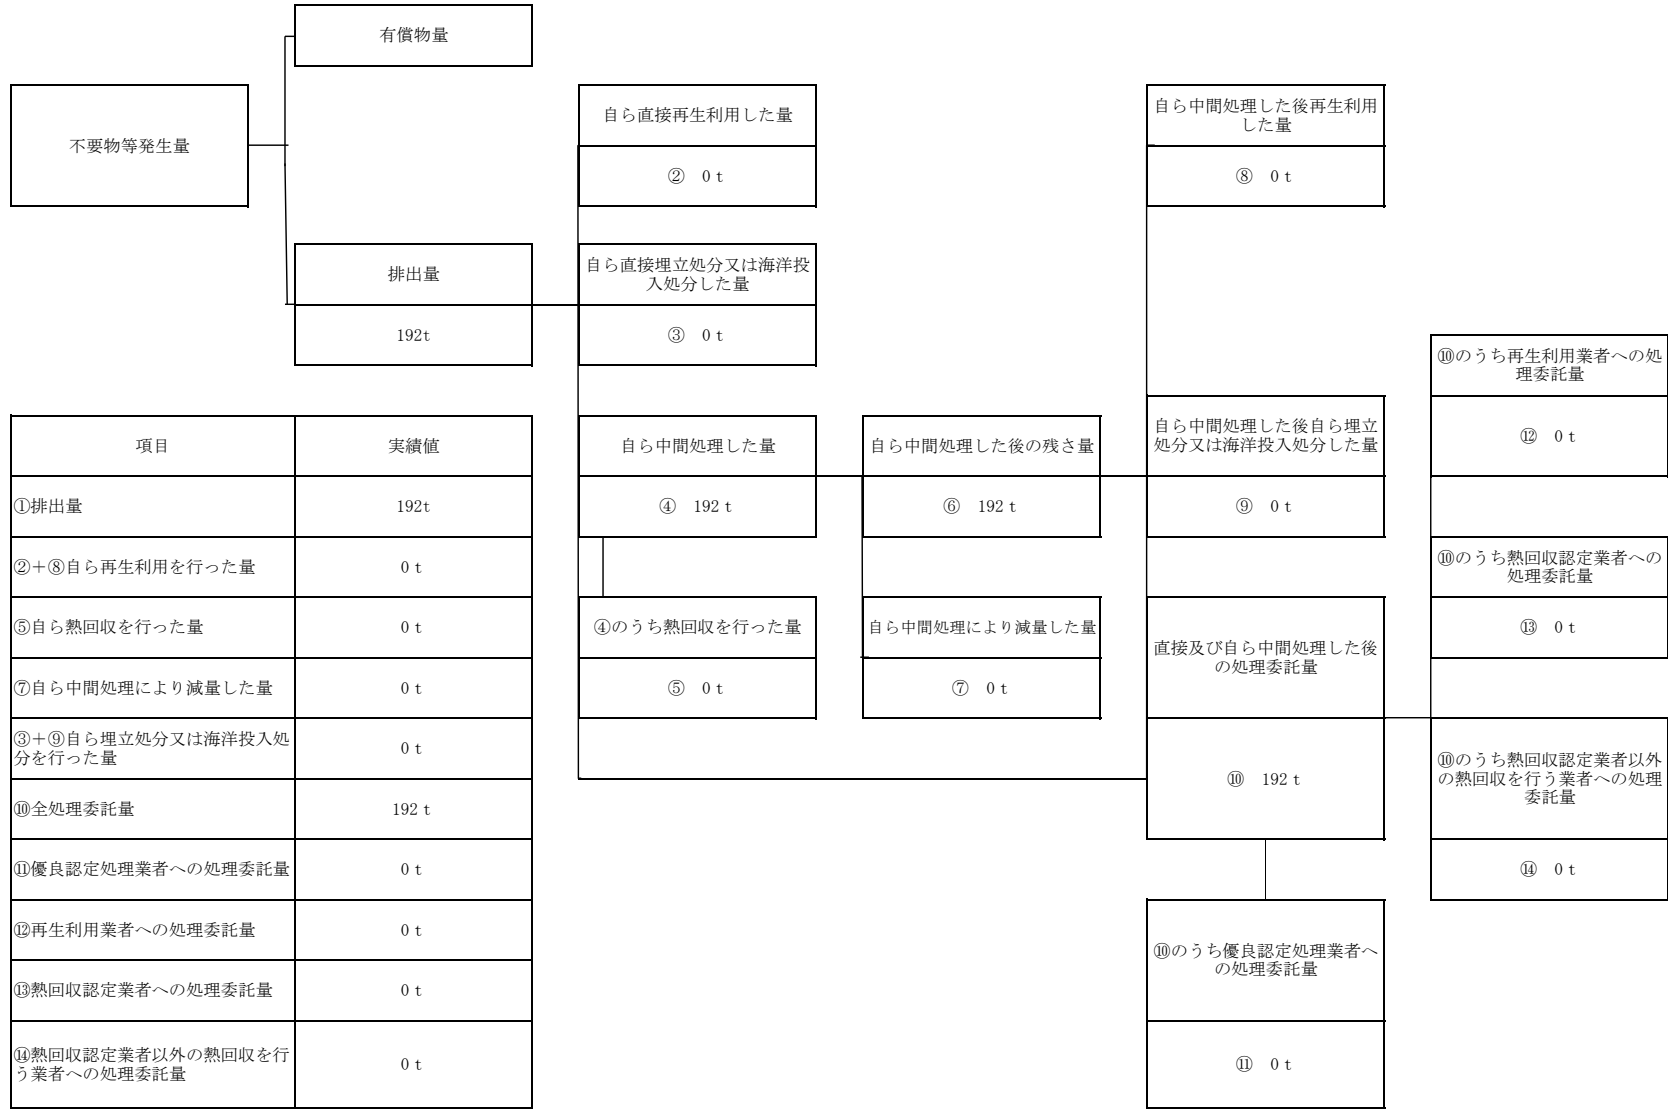 有償物量
不要物等発生量
自ら直接再生利用した量
② 0 t
自ら中間処理した後再生利用
した量
⑧ 0 t
排出量
192t
自ら直接埋立処分又は海洋投
入処分した量
③ 0 t
⑩のうち再生利用業者への処
理委託量
⑫ 0 t
自ら中間処理した量
④ 192 t
自ら中間処理した後の残さ量
⑥ 192 t
自ら中間処理した後自ら埋立
処分又は海洋投入処分した量
⑨ 0 t
⑩のうち熱回収認定業者への
処理委託量
⑬ 0 t
④のうち熱回収を行った量
⑤ 0 t
自ら中間処理により減量した量
⑦ 0 t
直接及び自ら中間処理した後
の処理委託量
⑩ 192 t
⑩のうち熱回収認定業者以外
の熱回収を行う業者への処理
委託量
⑭ 0 t
⑩のうち優良認定処理業者へ
の処理委託量
⑪ 0 t
項目 実績値
①排出量 192t
②+⑧自ら再生利用を行った量 0 t
⑤自ら熱回収を行った量 0 t
⑦自ら中間処理により減量した量 0 t
③+⑨自ら埋立処分又は海洋投入処
分を行った量 0 t
⑩全処理委託量 192 t
⑪優良認定処理業者への処理委託量 0 t
⑫再生利用業者への処理委託量 0 t
⑬熱回収認定業者への処理委託量 0 t
⑭熱回収認定業者以外の熱回収を行
う業者への処理委託量 0 t